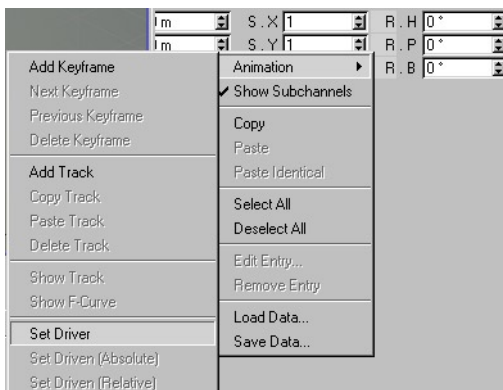 m S . X 1 R . H 0 °
m S . Y 1 R . P 0 °
R . B 0 °
Add Keyframe
Next Keyframe
Previous Keyframe
Delete Keyframe
Add Track
Copy Track
Paste Track
Delete Track
Show Track
Show F-Curve
Set Driver
Set Driven (Absolute)
Set Driven (Relative)
Animation
Show Subchannels
Copy
Paste
Paste Identical
Select All
Deselect All
Edit Entry...
Remove Entry
Load Data...
Save Data...